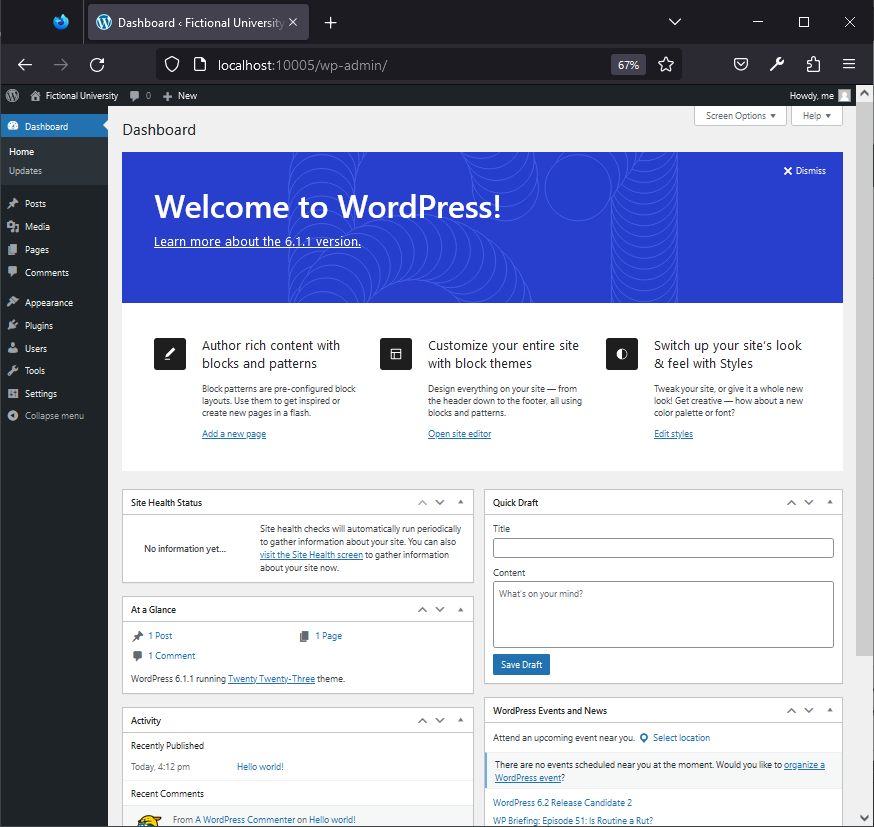 Dashboard ‹ Fictional University
localhost:10005/wp-admin/
67%
Fictional University
0
New
Howdy, me
Dashboard
Home
Updates
Posts
Media
Pages
Comments
Appearance
Plugins
Users
Tools
Settings
Collapse menu
Dashboard
Screen Options
Help
Dismiss
Welcome to WordPress!
Learn more about the 6.1.1 version.
Author rich content with
blocks and patterns
Block patterns are pre-configured block
layouts. Use them to get inspired or
create new pages in a flash.
Add a new page
Customize your entire site
with block themes
Design everything on your site — from
the header down to the footer, all using
blocks and patterns.
Open site editor
Switch up your site's look
& feel with Styles
Tweak your site, or give it a whole new
look! Get creative — how about a new
color palette or font?
Edit styles
Site Health Status
No information yet...
Site health checks will automatically run periodically
to gather information about your site. You can also
visit the Site Health screen to gather information
about your site now.
At a Glance
1 Post
1 Page
1 Comment
WordPress 6.1.1 running Twenty Twenty-Three theme.
Activity
Recently Published
Today, 4:12 pm
Hello world!
Recent Comments
From A WordPress Commenter on Hello world!
Quick Draft
Title
Content
What's on your mind?
Save Draft
WordPress Events and News
Attend an upcoming event near you.
Select location
There are no events scheduled near you at the moment. Would you like to organize a
WordPress event?
WordPress 6.2 Release Candidate 2
WP Briefing: Episode 51: Is Routine a Rut?